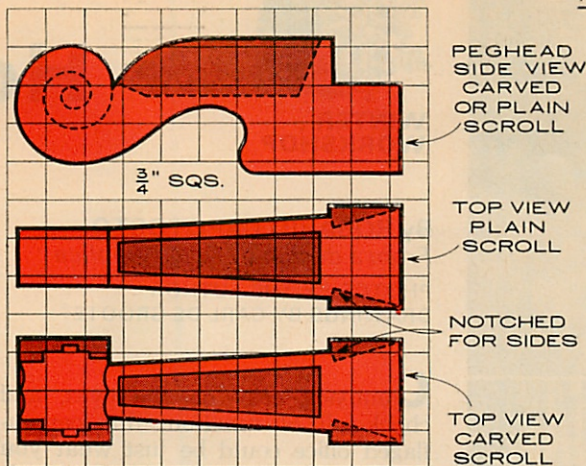 PEGHEAD
SIDE VIEW
CARVED
OR PLAIN
SCROLL
3/4" SQS.
TOP VIEW
PLAIN
SCROLL
NOTCHED
FOR SIDES
TOP VIEW
CARVED
SCROLL